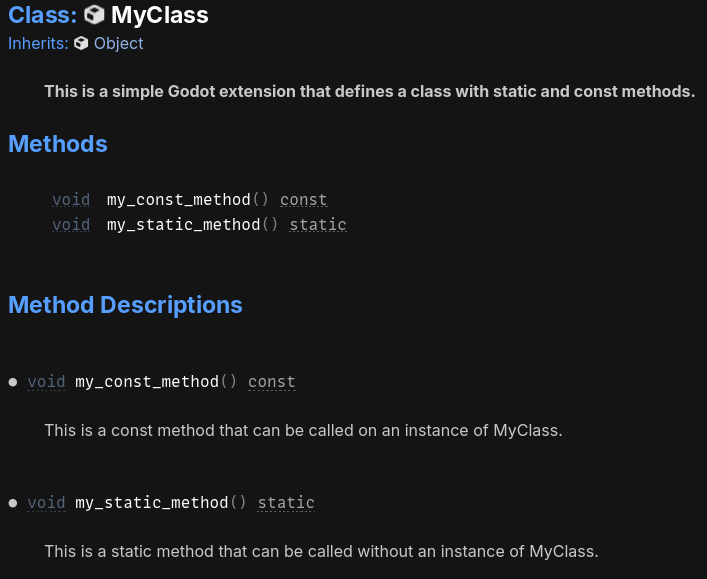 Class: MyClass
Inherits: Object
This is a simple Godot extension that defines a class with static and const methods.
Methods
void my_const_method() const
void my_static_method() static
Method Descriptions
● void my_const_method() const
This is a const method that can be called on an instance of MyClass.
● void my_static_method() static
This is a static method that can be called without an instance of MyClass.